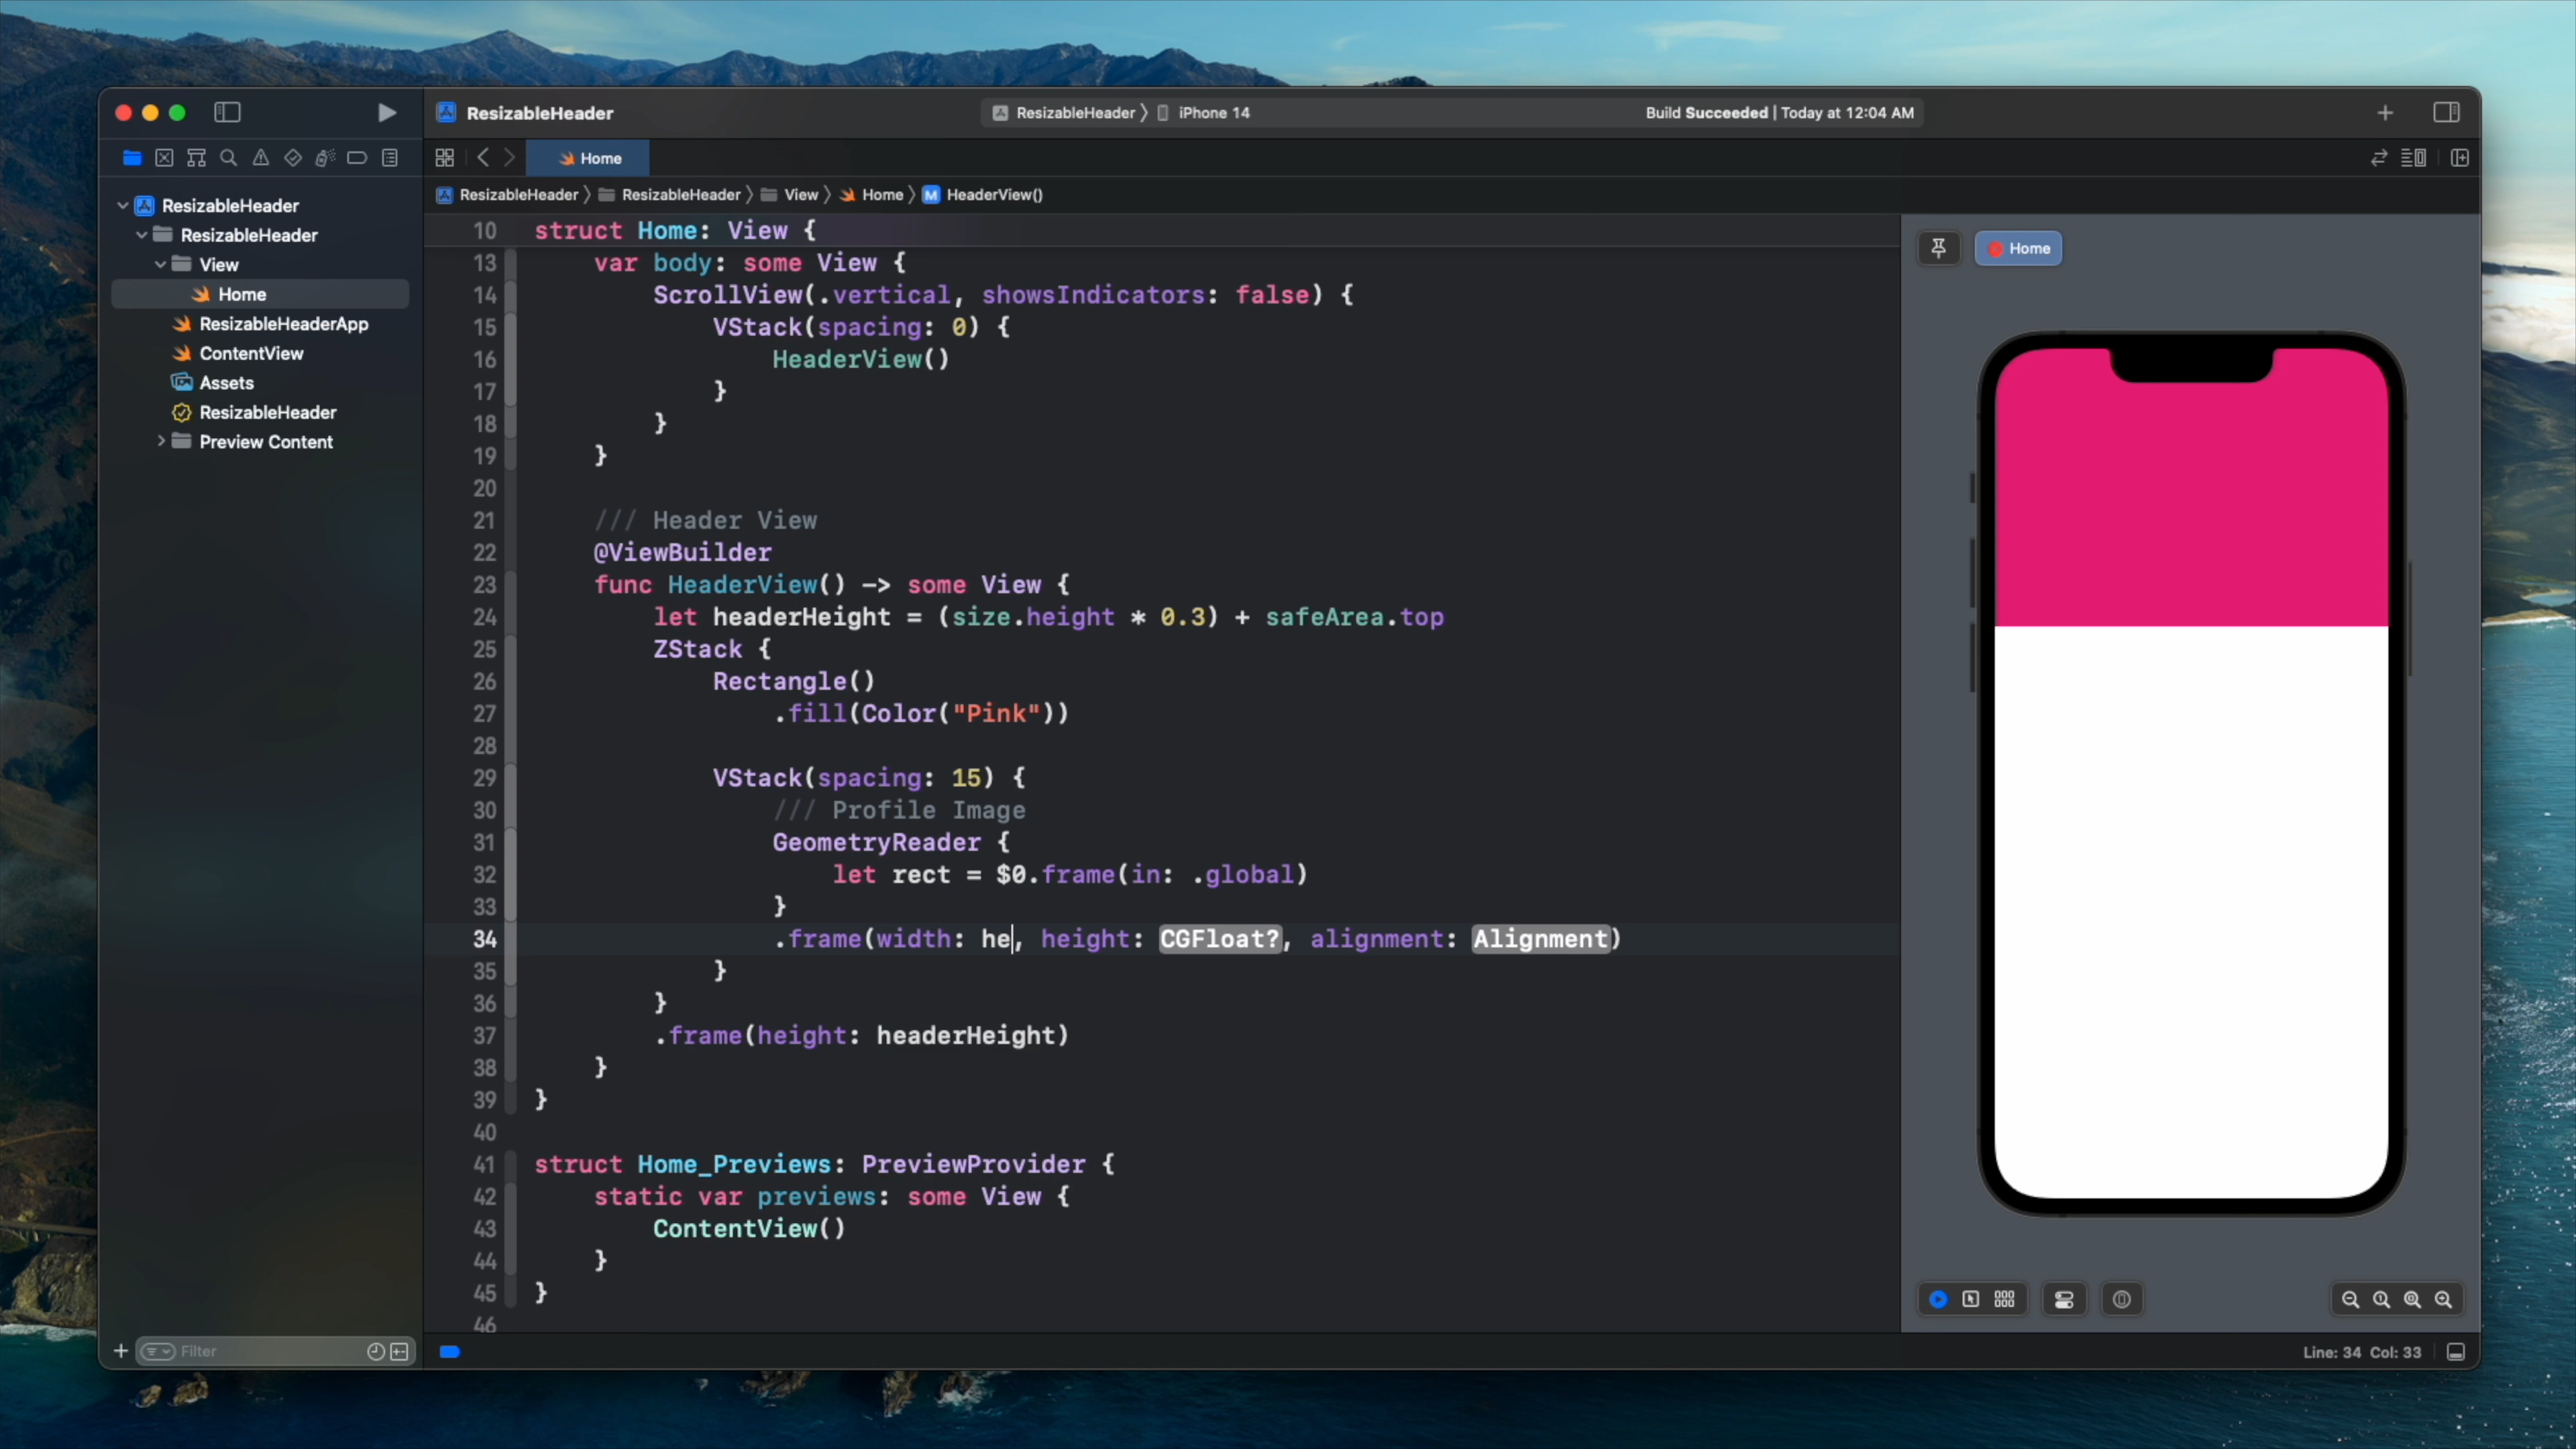 ResizableHeader
ResizableHeader 〉 iPhone 14
Build Succeeded | Today at 12:04 AM
Home
ResizableHeader 〉 ResizableHeader 〉 View 〉 Home 〉 M HeaderView()
ResizableHeader
ResizableHeader
View
Home
ResizableHeaderApp
ContentView
Assets
ResizableHeader
Preview Content
Filter
10 struct Home: View {
13     var body: some View {
14         ScrollView(.vertical, showsIndicators: false) {
15             VStack(spacing: 0) {
16                 HeaderView()
17             }
18         }
19     }
20
21     /// Header View
22     @ViewBuilder
23     func HeaderView() -> some View {
24         let headerHeight = (size.height * 0.3) + safeArea.top
25         ZStack {
26             Rectangle()
27                 .fill(Color("Pink"))
28
29             VStack(spacing: 15) {
30                 /// Profile Image
31                 GeometryReader {
32                     let rect = $0.frame(in: .global)
33                 }
34                 .frame(width: he, height: CGFloat?, alignment: Alignment)
35             }
36         }
37         .frame(height: headerHeight)
38     }
39 }
40
41 struct Home_Previews: PreviewProvider {
42     static var previews: some View {
43         ContentView()
44     }
45 }
46
Home
Line: 34 Col: 33